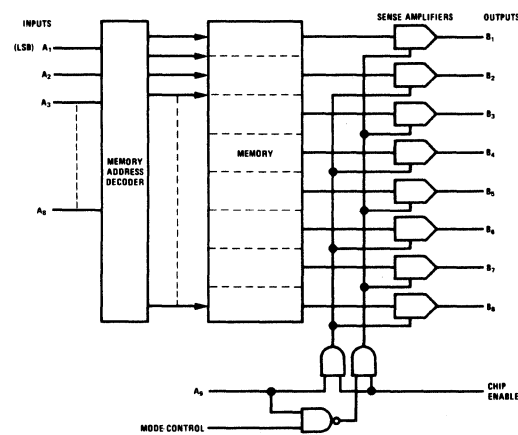 INPUTS
SENSE AMPLIFIERS
OUTPUTS
(LSB) A1
B1
A2
B2
A3
B3
MEMORY
ADDRESS
DECODER
MEMORY
B4
B5
A8
B6
B7
B8
A9
CHIP
ENABLE
MODE CONTROL